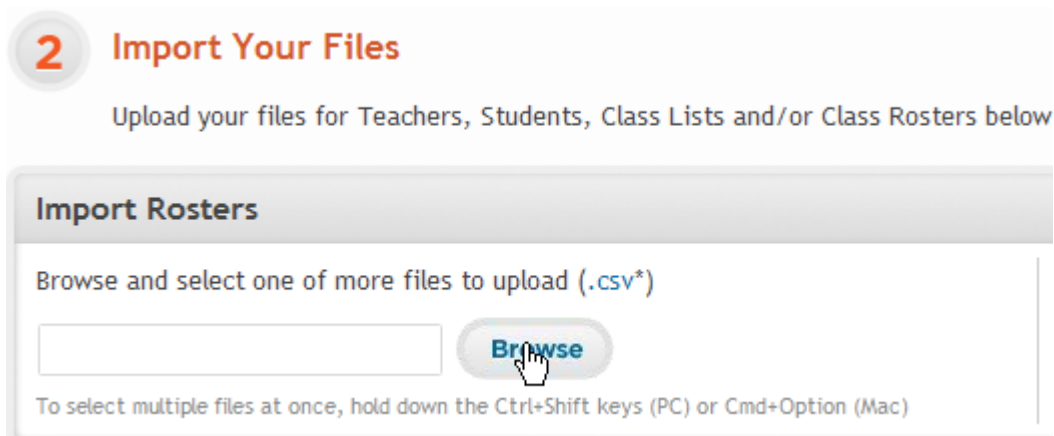 2 Import Your Files
Upload your files for Teachers, Students, Class Lists and/or Class Rosters below
Import Rosters
Browse and select one of more files to upload (.csv*)
Browse
To select multiple files at once, hold down the Ctrl+Shift keys (PC) or Cmd+Option (Mac)